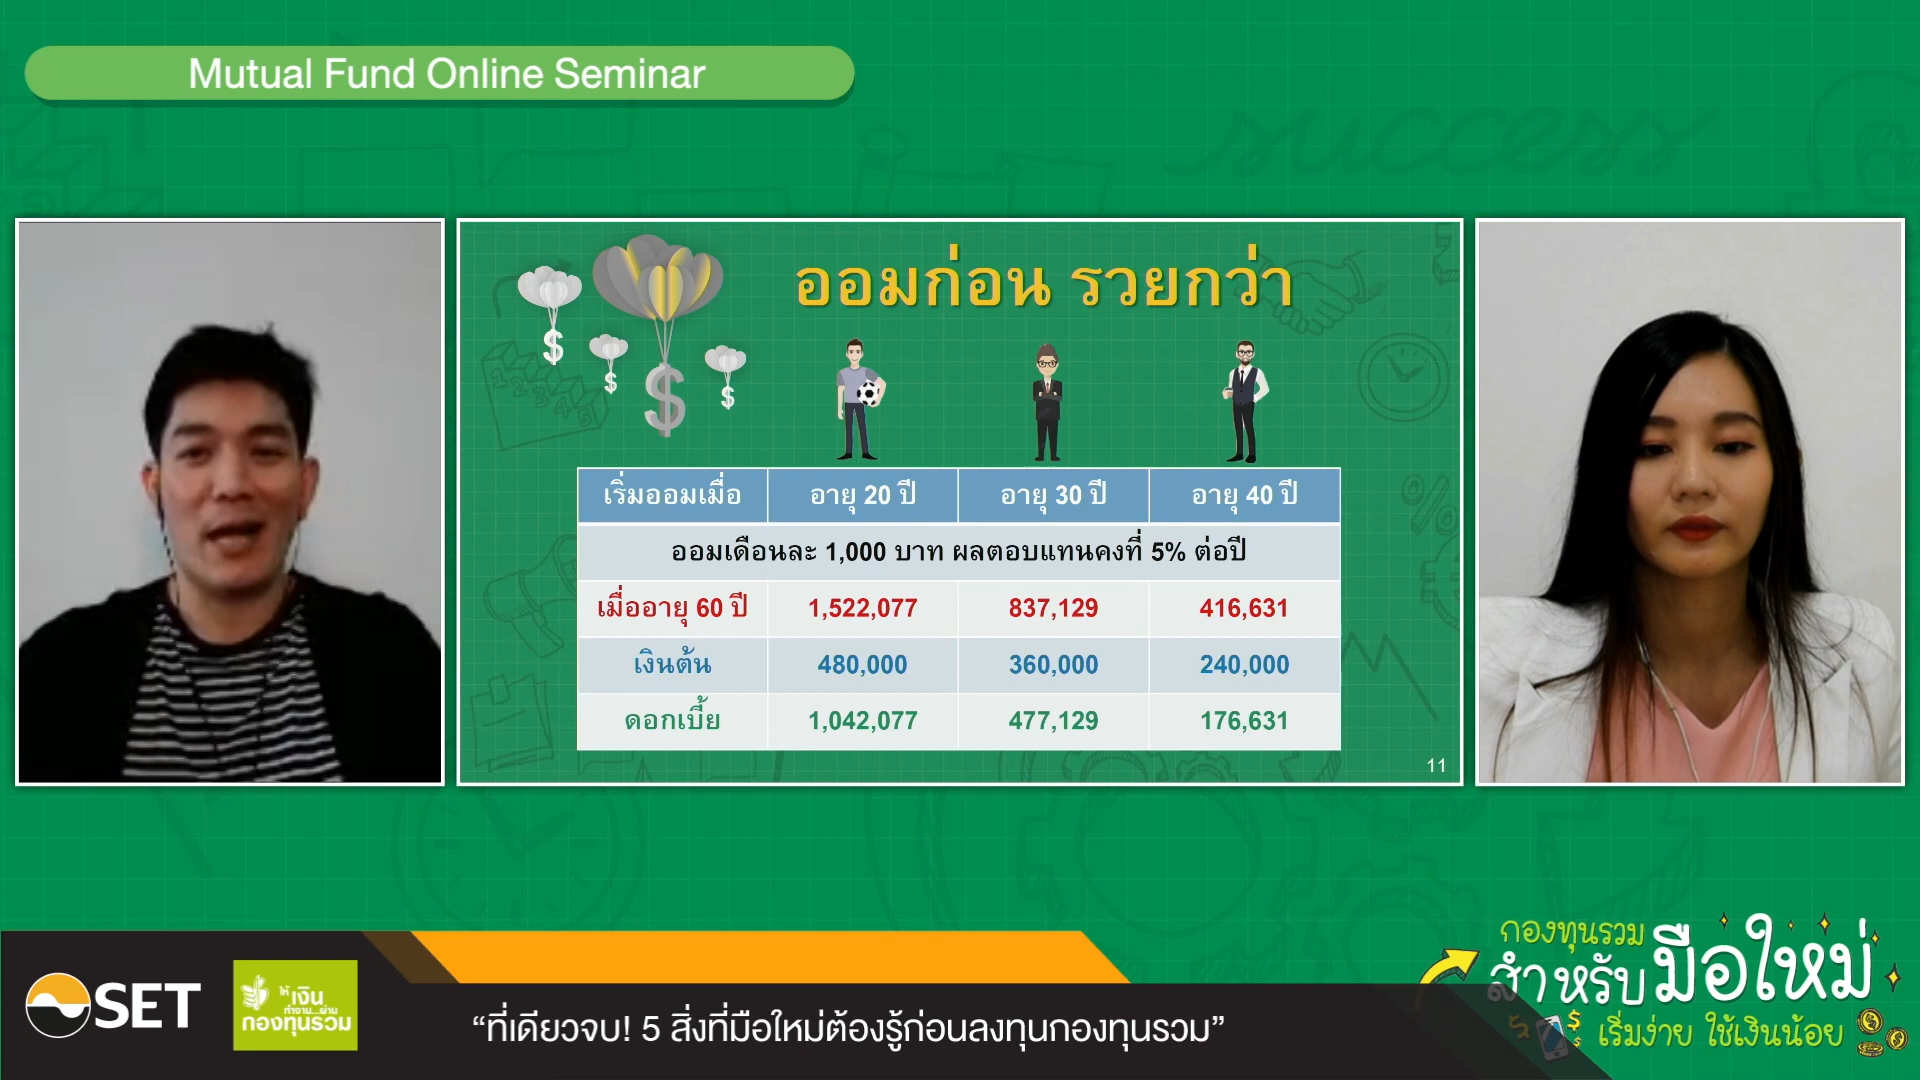 Mutual Fund Online Seminar
success
ออมก่อน รวยกว่า
เริ่มออมเมื่อ อายุ 20 ปี อายุ 30 ปี อายุ 40 ปี
ออมเดือนละ 1,000 บาท ผลตอบแทนคงที่ 5% ต่อปี
เมื่ออายุ 60 ปี 1,522,077 837,129 416,631
เงินต้น 480,000 360,000 240,000
ดอกเบี้ย 1,042,077 477,129 176,631
11
SET
ให้เงิน
ทำงาน...ผ่าน
กองทุนรวม
“ที่เดียวจบ! 5 สิ่งที่มือใหม่ต้องรู้ก่อนลงทุนกองทุนรวม”
กองทุนรวม
สำหรับมือใหม่
เริ่มง่าย ใช้เงินน้อย